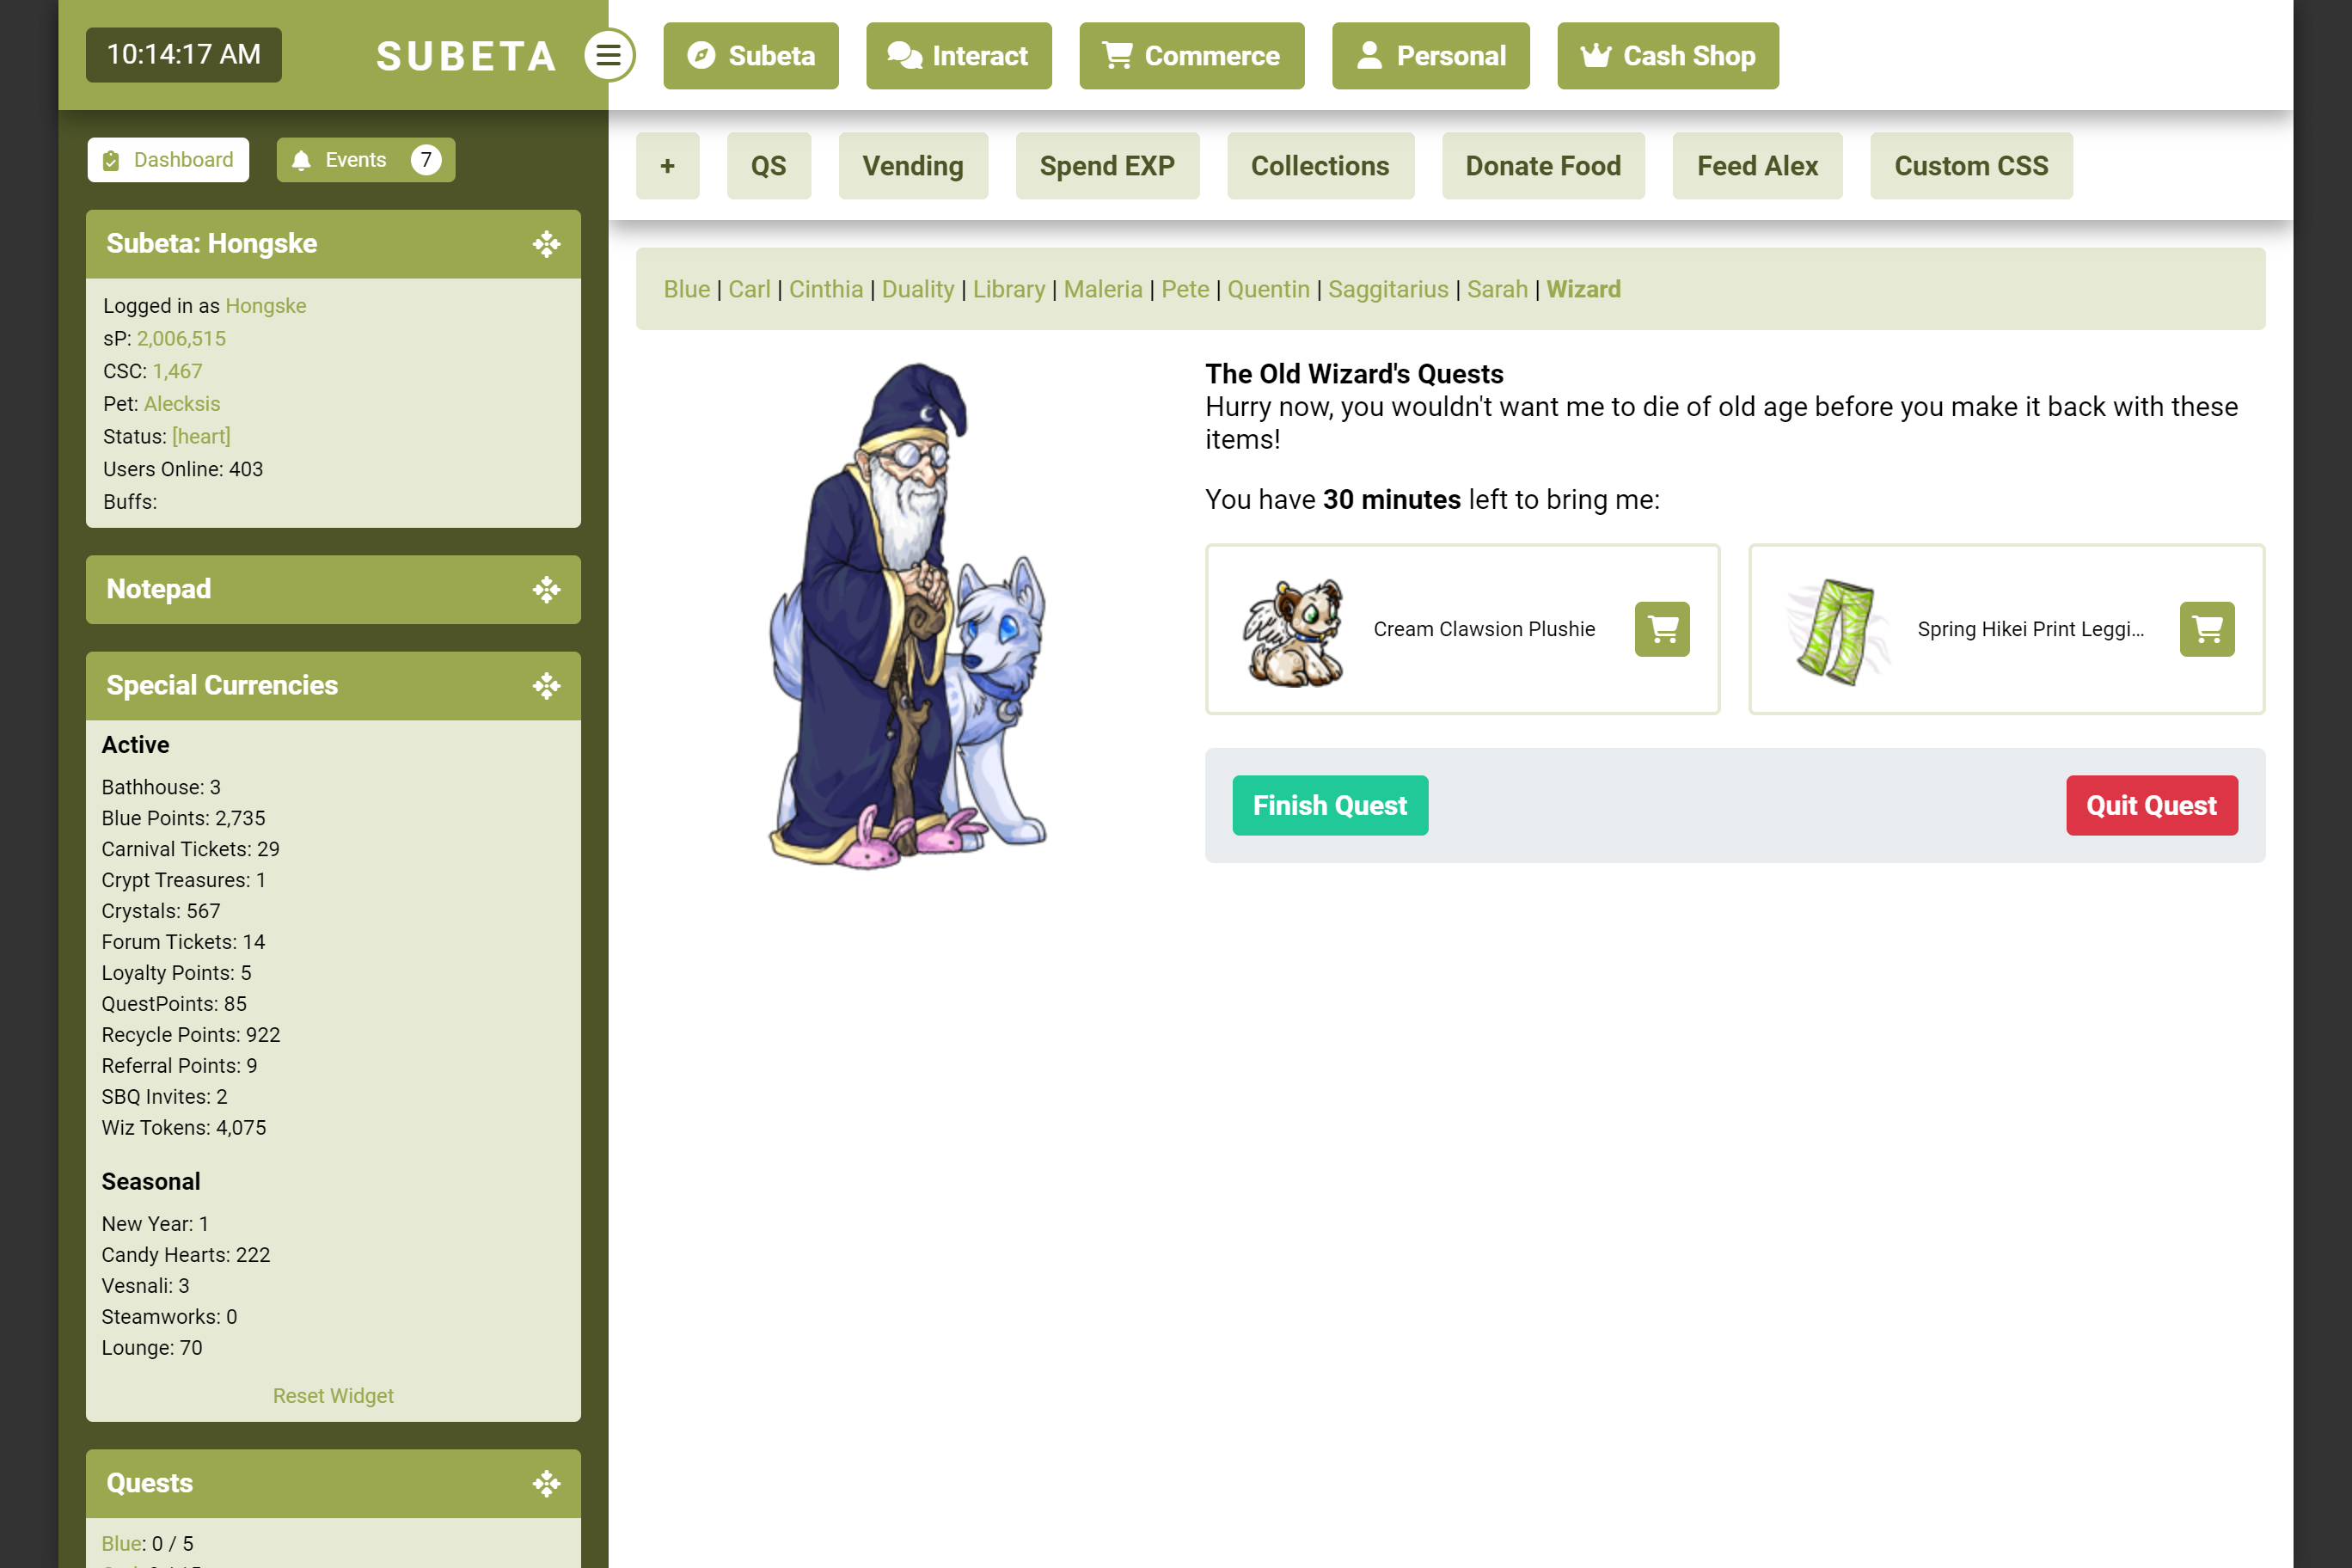 10:14:17 AM
SUBETA
Subeta
Interact
Commerce
Personal
Cash Shop
Dashboard
Events 7
+
QS
Vending
Spend EXP
Collections
Donate Food
Feed Alex
Custom CSS
Subeta: Hongske
Logged in as Hongske
sP: 2,006,515
CSC: 1,467
Pet: Alecksis
Status: [heart]
Users Online: 403
Buffs:
Notepad
Special Currencies
Active
Bathhouse: 3
Blue Points: 2,735
Carnival Tickets: 29
Crypt Treasures: 1
Crystals: 567
Forum Tickets: 14
Loyalty Points: 5
QuestPoints: 85
Recycle Points: 922
Referral Points: 9
SBQ Invites: 2
Wiz Tokens: 4,075
Seasonal
New Year: 1
Candy Hearts: 222
Vesnali: 3
Steamworks: 0
Lounge: 70
Reset Widget
Quests
Blue: 0 / 5
Blue | Carl | Cinthia | Duality | Library | Maleria | Pete | Quentin | Saggitarius | Sarah | Wizard
The Old Wizard's Quests
Hurry now, you wouldn't want me to die of old age before you make it back with these
items!
You have 30 minutes left to bring me:
Cream Clawsion Plushie
Spring Hikei Print Leggi...
Finish Quest
Quit Quest